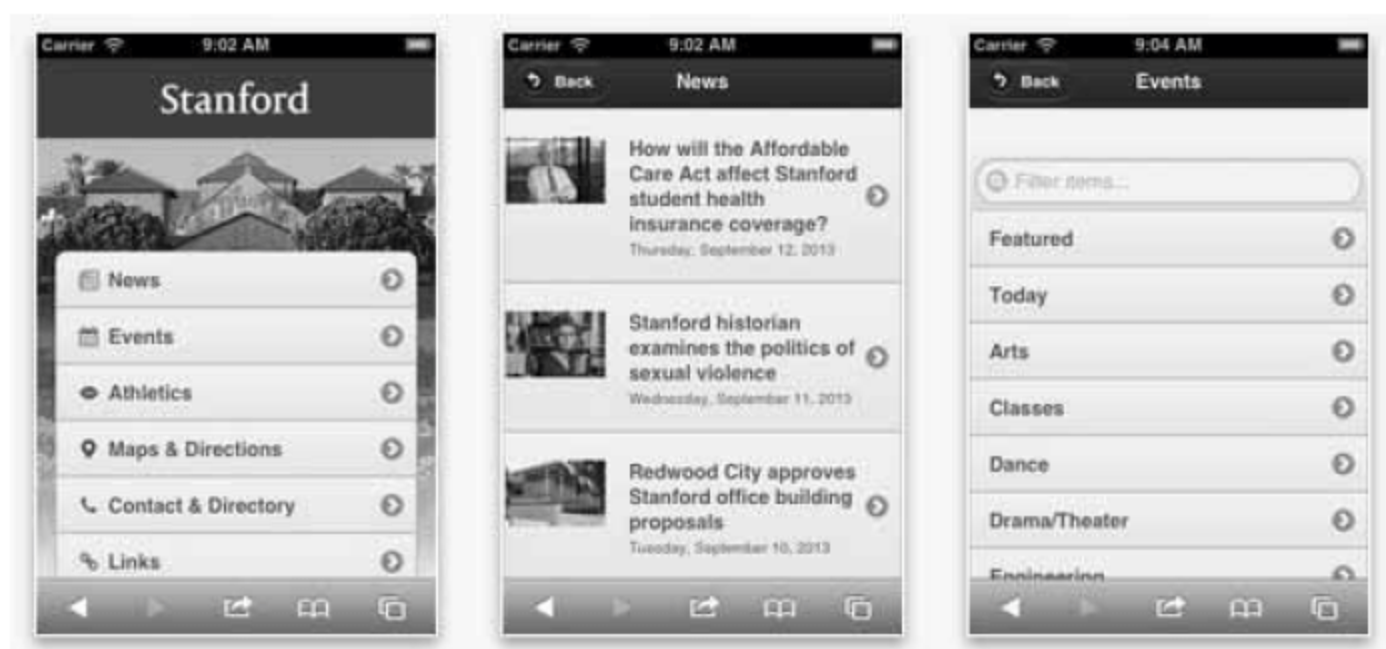 Carrier 9:02 AM
Stanford
News
Events
Athletics
Maps & Directions
Contact & Directory
Links
Carrier 9:02 AM
Back News
How will the Affordable
Care Act affect Stanford
student health
insurance coverage?
Thursday, September 12, 2013
Stanford historian
examines the politics of
sexual violence
Wednesday, September 11, 2013
Redwood City approves
Stanford office building
proposals
Tuesday, September 10, 2013
Carrier 9:04 AM
Back Events
Filter items...
Featured
Today
Arts
Classes
Dance
Drama/Theater
Engineering